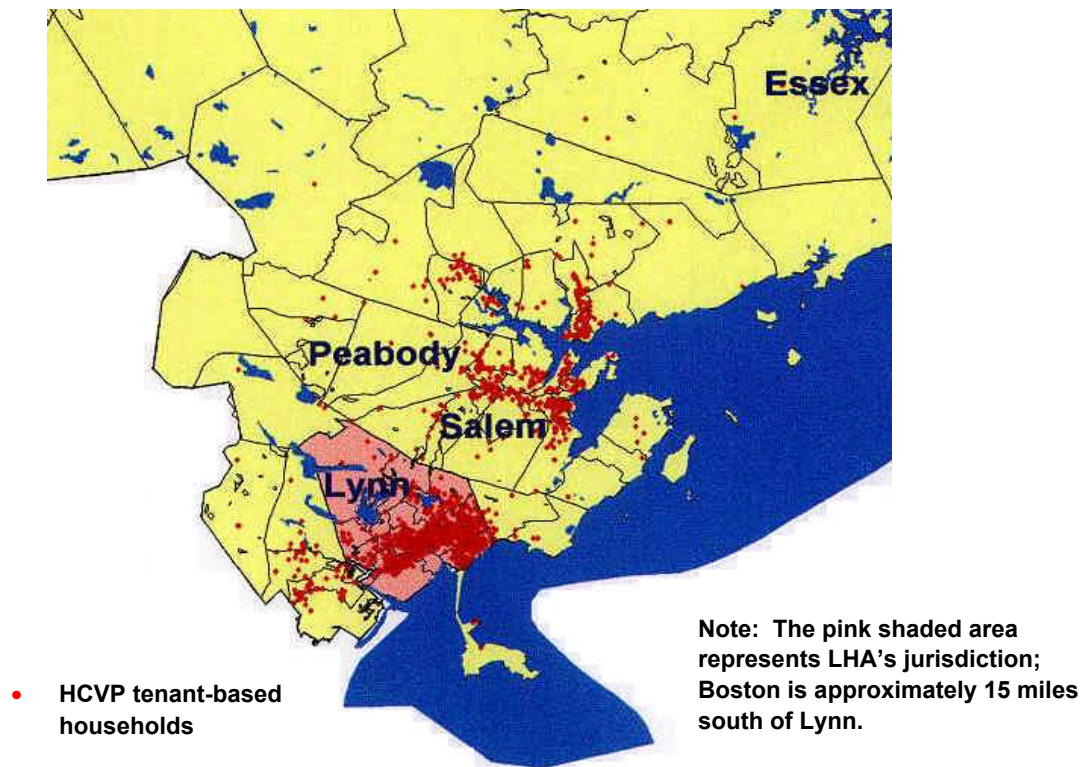 Essex
Peabody
Salem
Lynn
Note: The pink shaded area
represents LHA’s jurisdiction;
Boston is approximately 15 miles
south of Lynn.
HCVP tenant-based
households